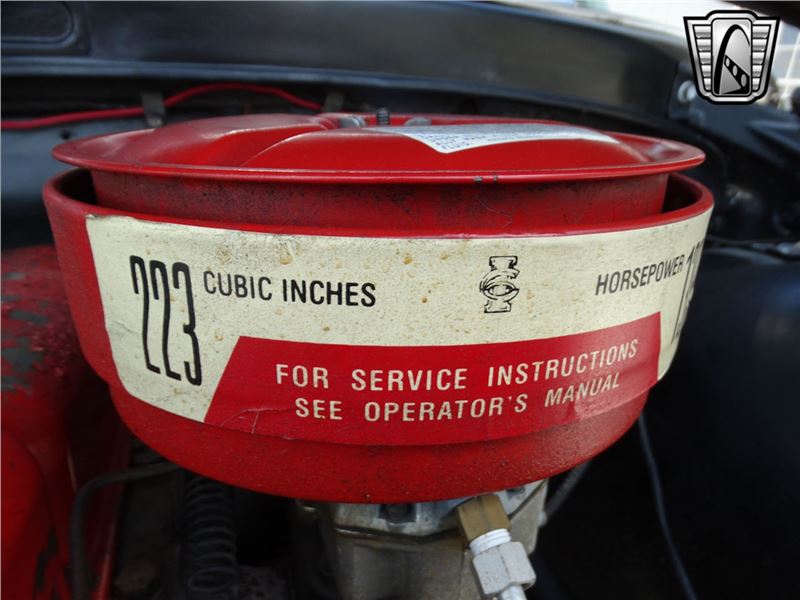 223 CUBIC INCHES
HORSEPOWER
FOR SERVICE INSTRUCTIONS
SEE OPERATOR'S MANUAL